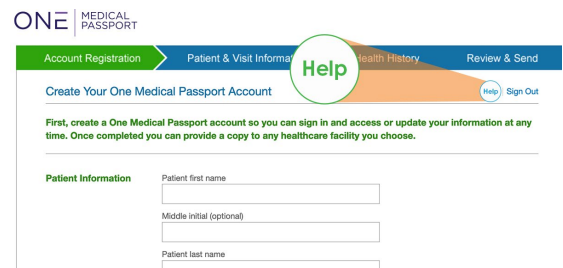 ONE MEDICAL
PASSPORT
Account Registration
Patient & Visit Informat
Health History
Review & Send
Help
Create Your One Medical Passport Account
Help
Sign Out
First, create a One Medical Passport account so you can sign in and access or update your information at any
time. Once completed you can provide a copy to any healthcare facility you choose.
Patient Information
Patient first name
Middle initial (optional)
Patient last name